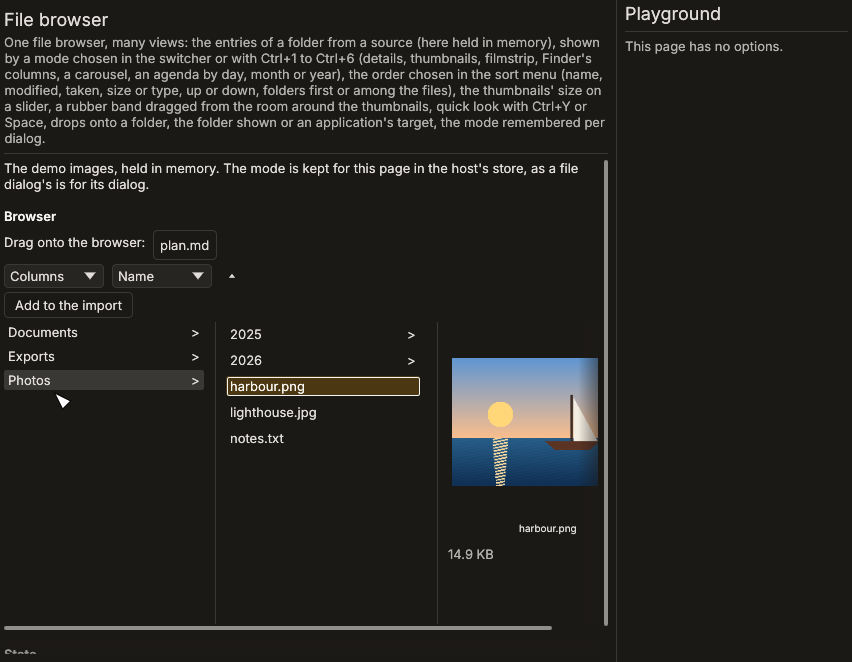 File browser
One file browser, many views: the entries of a folder from a source (here held in memory), shown
by a mode chosen in the switcher or with Ctrl+1 to Ctrl+6 (details, thumbnails, filmstrip, Finder's
columns, a carousel, an agenda by day, month or year), the order chosen in the sort menu (name,
modified, taken, size or type, up or down, folders first or among the files), the thumbnails' size on
a slider, a rubber band dragged from the room around the thumbnails, quick look with Ctrl+Y or
Space, drops onto a folder, the folder shown or an application's target, the mode remembered per
dialog.
The demo images, held in memory. The mode is kept for this page in the host's store, as a file
dialog's is for its dialog.
Browser
Drag onto the browser: plan.md
Columns Name
Add to the import
Documents >
Exports >
Photos >
2025 >
2026 >
harbour.png
lighthouse.jpg
notes.txt
harbour.png
14.9 KB
Playground
This page has no options.